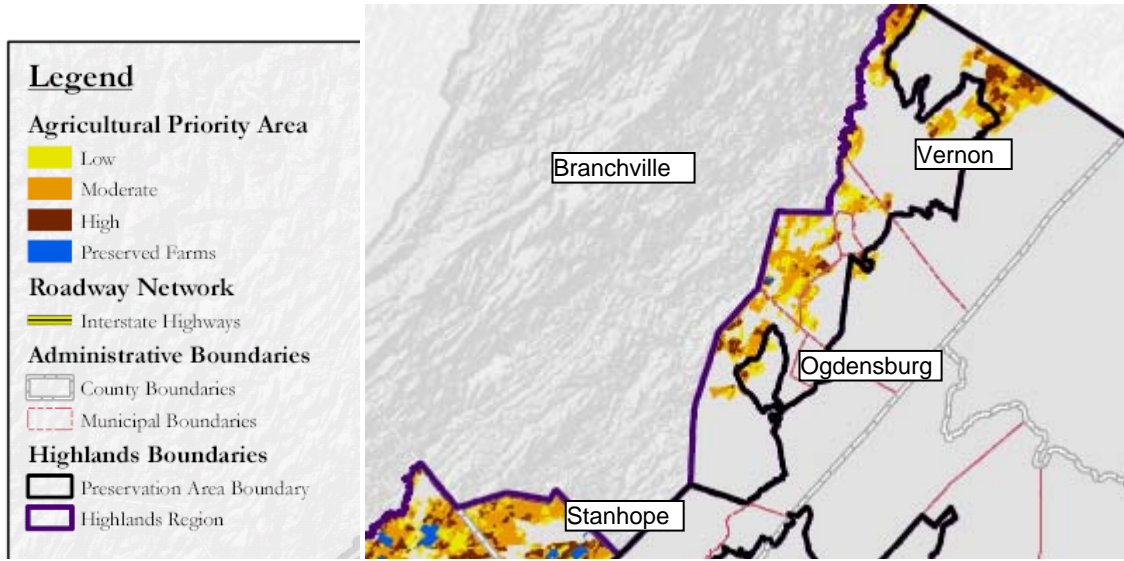 Legend
Agricultural Priority Area
Low
Moderate
High
Preserved Farms
Roadway Network
Interstate Highways
Administrative Boundaries
County Boundaries
Municipal Boundaries
Highlands Boundaries
Preservation Area Boundary
Highlands Region
Branchville
Vernon
Ogdensburg
Stanhope